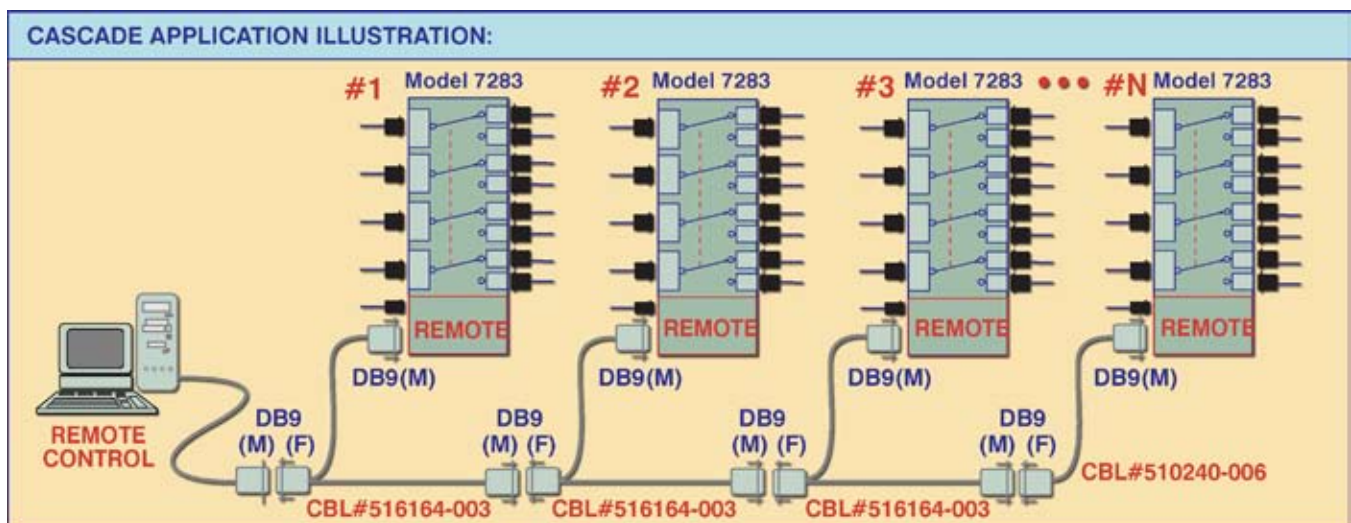 CASCADE APPLICATION ILLUSTRATION:
#1 Model 7283
#2 Model 7283
#3 Model 7283
••• #N Model 7283
REMOTE
REMOTE
REMOTE
REMOTE
DB9(M)
DB9(M)
DB9(M)
DB9(M)
REMOTE
CONTROL
DB9
(M) (F)
DB9
(M) (F)
DB9
(M) (F)
DB9
(M) (F)
CBL#516164-003
CBL#516164-003
CBL#516164-003
CBL#510240-006